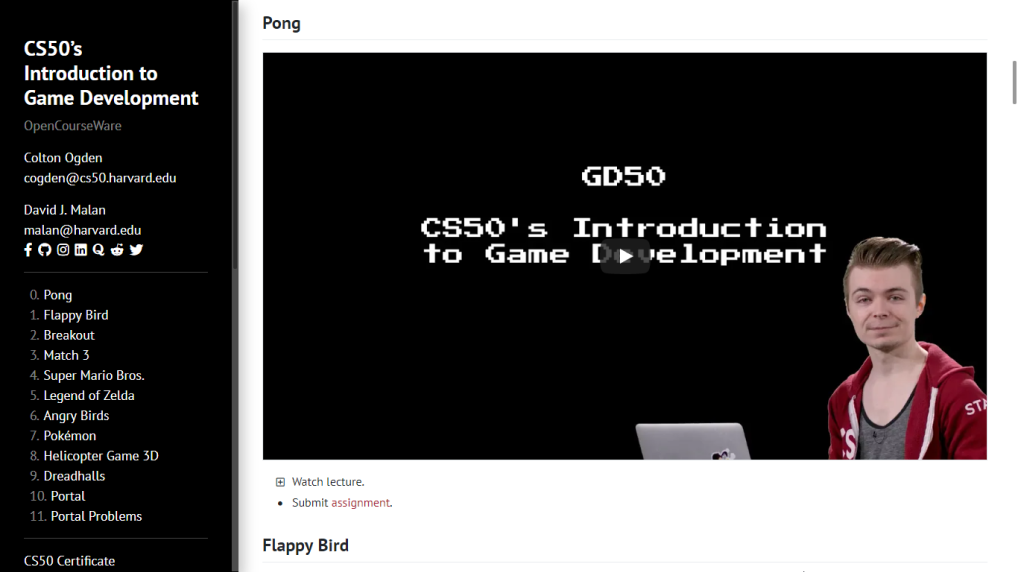 CS50’s
Introduction to
Game Development
OpenCourseWare
Colton Ogden
cogden@cs50.harvard.edu
David J. Malan
malan@harvard.edu
0. Pong
1. Flappy Bird
2. Breakout
3. Match 3
4. Super Mario Bros.
5. Legend of Zelda
6. Angry Birds
7. Pokémon
8. Helicopter Game 3D
9. Dreadhalls
10. Portal
11. Portal Problems
CS50 Certificate
Pong
GD50
CS50's Introduction
to Game Development
STA
Watch lecture.
Submit assignment.
Flappy Bird